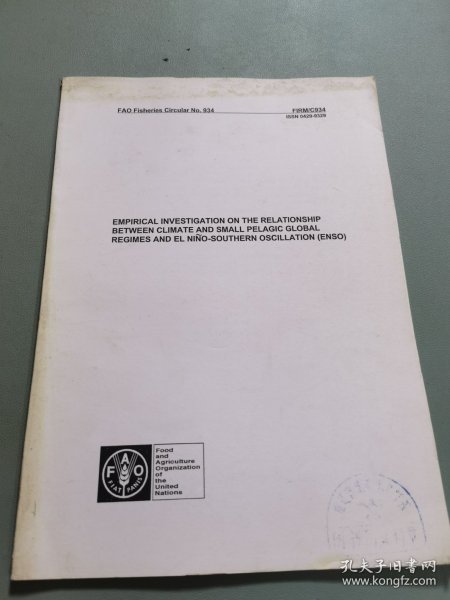 FAO Fisheries Circular No. 934
FIRM/C934
ISSN 0429-9329
EMPIRICAL INVESTIGATION ON THE RELATIONSHIP
BETWEEN CLIMATE AND SMALL PELAGIC GLOBAL
REGIMES AND EL NIÑO-SOUTHERN OSCILLATION (ENSO)
F A O
FIAT PANIS
Food
and
Agriculture
Organization
of
the
United
Nations
孔夫子旧书网
www.kongfz.com